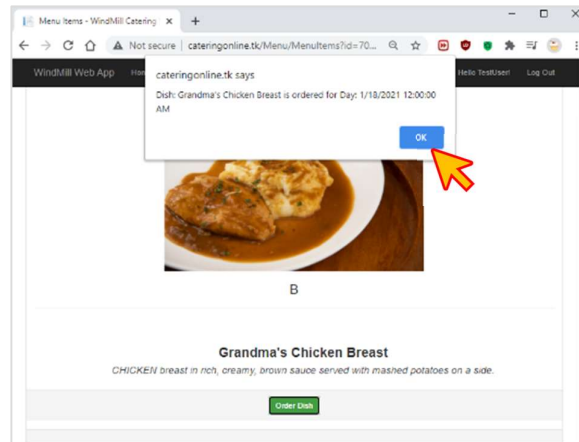 Menu Items - WindMill Catering
Not secure | cateringonline.tk/Menu/MenuItems?id=70...
WindMill Web App
Hello TestUser!
Log Out
cateringonline.tk says
Dish: Grandma's Chicken Breast is ordered for Day: 1/18/2021 12:00:00
AM
OK
B
Grandma's Chicken Breast
CHICKEN breast in rich, creamy, brown sauce served with mashed potatoes on a side.
Order Dish